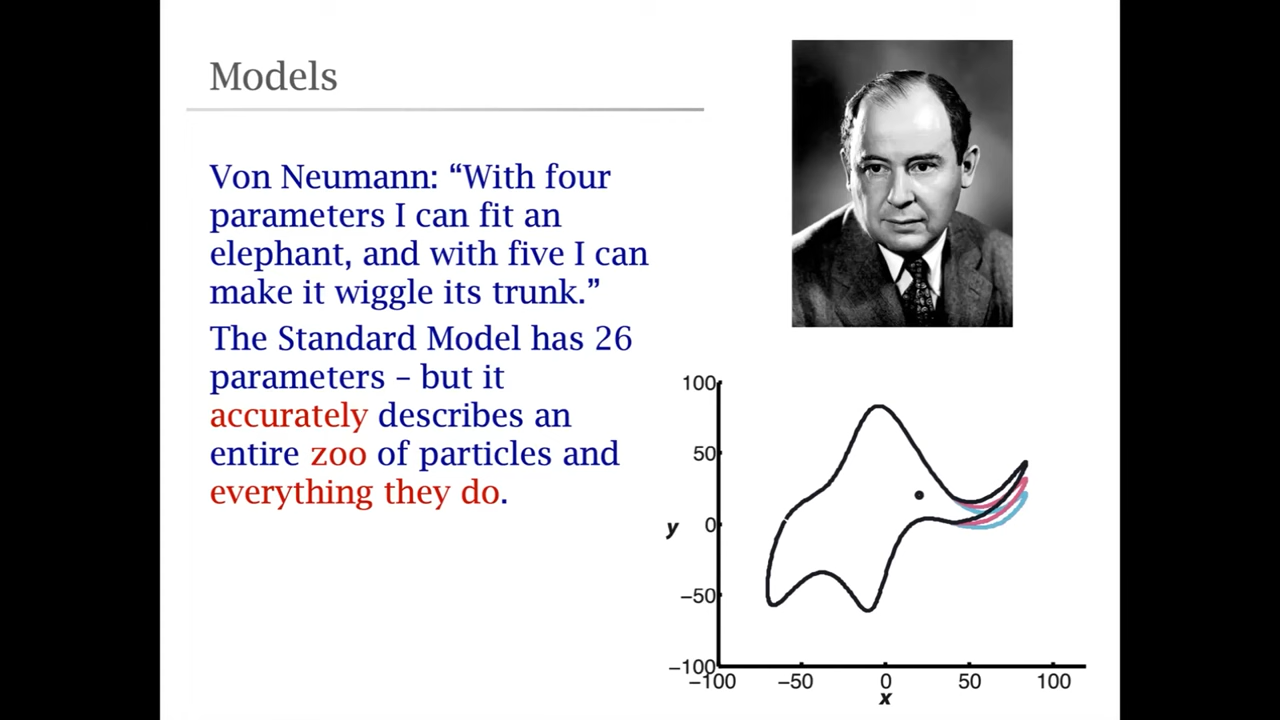 Models
Von Neumann: “With four
parameters I can fit an
elephant, and with five I can
make it wiggle its trunk.”
The Standard Model has 26
parameters – but it
accurately describes an
entire zoo of particles and
everything they do.
100
50
y
0
−50
−100
−100 −50 0 50 100
x